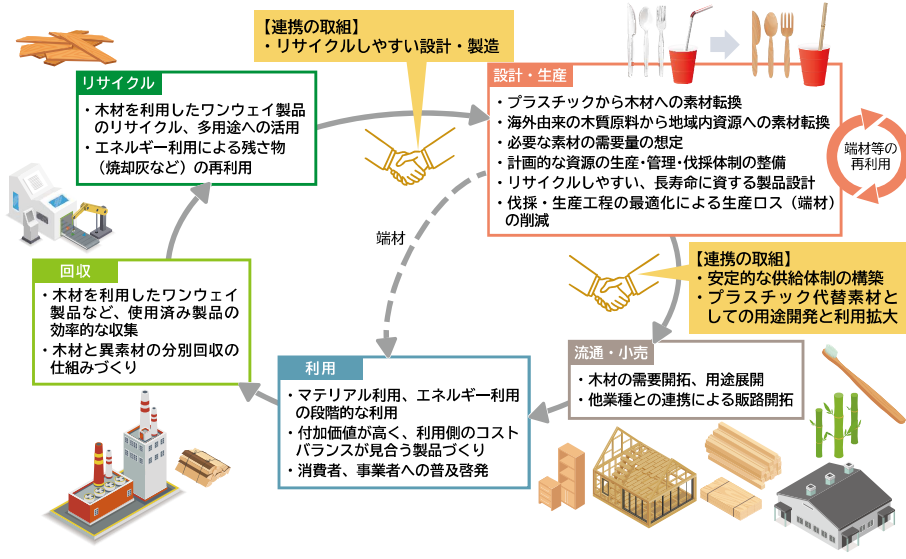 【連携の取組】
・リサイクルしやすい設計・製造
リサイクル
・木材を利用したワンウェイ製品
のリサイクル、多用途への活用
・エネルギー利用による残さ物
（焼却灰など）の再利用
設計・生産
・プラスチックから木材への素材転換
・海外由来の木質原料から地域内資源への素材転換
・必要な素材の需要量の想定
・計画的な資源の生産・管理・伐採体制の整備
・リサイクルしやすい、長寿命に資する製品設計
・伐採・生産工程の最適化による生産ロス（端材）
の削減
端材等の
再利用
端材
【連携の取組】
・安定的な供給体制の構築
・プラスチック代替素材と
しての用途開発と利用拡大
回収
・木材を利用したワンウェイ
製品など、使用済み製品の
効率的な収集
・木材と異素材の分別回収の
仕組みづくり
流通・小売
・木材の需要開拓、用途展開
・他業種との連携による販路開拓
利用
・マテリアル利用、エネルギー利用
の段階的な利用
・付加価値が高く、利用側のコスト
バランスが見合う製品づくり
・消費者、事業者への普及啓発